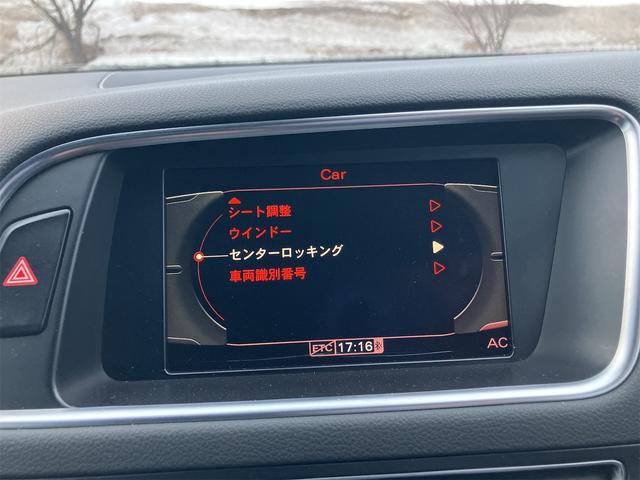 Car
シート調整
ウインドー
センターロッキング
車両識別番号
ETC 17:16
AC